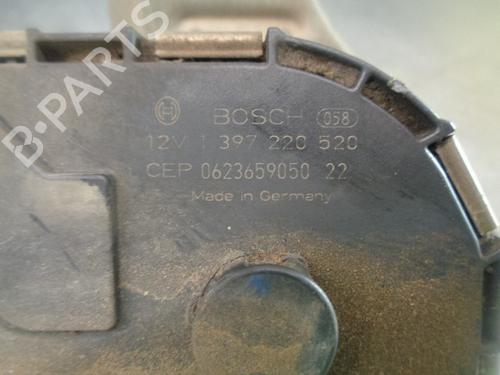 B-PARTS
BOSCH 058
12V 1 397 220 520
CEP 0623659050 22
Made in Germany